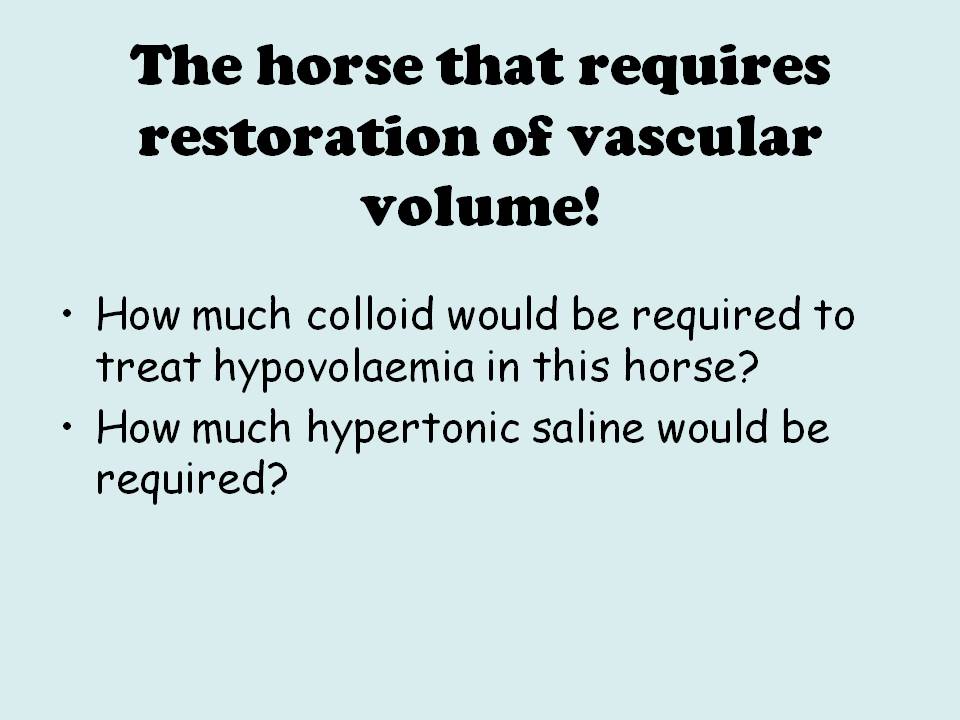 The horse that requires
restoration of vascular
volume!
• How much colloid would be required to
treat hypovolaemia in this horse?
• How much hypertonic saline would be
required?